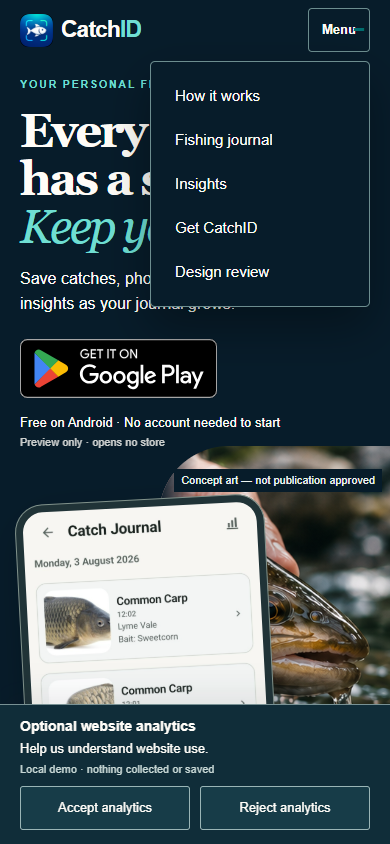 CatchID
Menu
YOUR PERSONAL
Every
has a
Keep
Save catches,
insights as your journal grows.
How it works
Fishing journal
Insights
Get CatchID
Design review
GET IT ON
Google Play
Free on Android · No account needed to start
Preview only · opens no store
Concept art — not publication approved
Catch Journal
Monday, 3 August 2026
Common Carp
12:02
Lyme Vale
Bait: Sweetcorn
Common Carp
Optional website analytics
Help us understand website use.
Local demo · nothing collected or saved
Accept analytics
Reject analytics